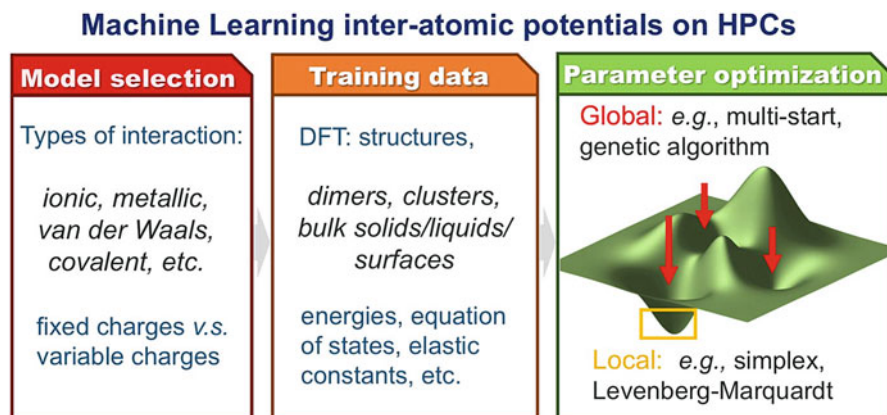 Machine Learning inter-atomic potentials on HPCs
Model selection
Types of interaction:
ionic, metallic,
van der Waals,
covalent, etc.
fixed charges v.s.
variable charges
Training data
DFT: structures,
dimers, clusters,
bulk solids/liquids/
surfaces
energies, equation
of states, elastic
constants, etc.
Parameter optimization
Global: e.g., multi-start,
genetic algorithm
Local: e.g., simplex,
Levenberg-Marquardt